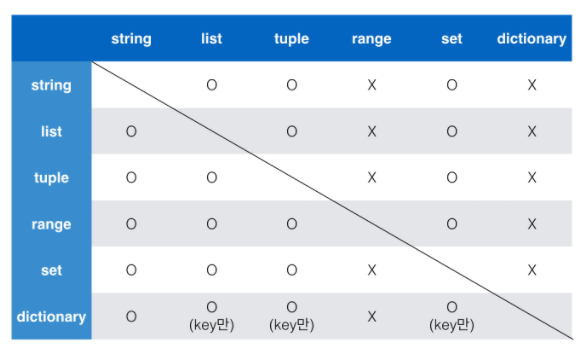 string list tuple range set dictionary
string O O X O X
list O O X O X
tuple O O X O X
range O O O O X
set O O O X X
dictionary O O (key만) O (key만) X O (key만)